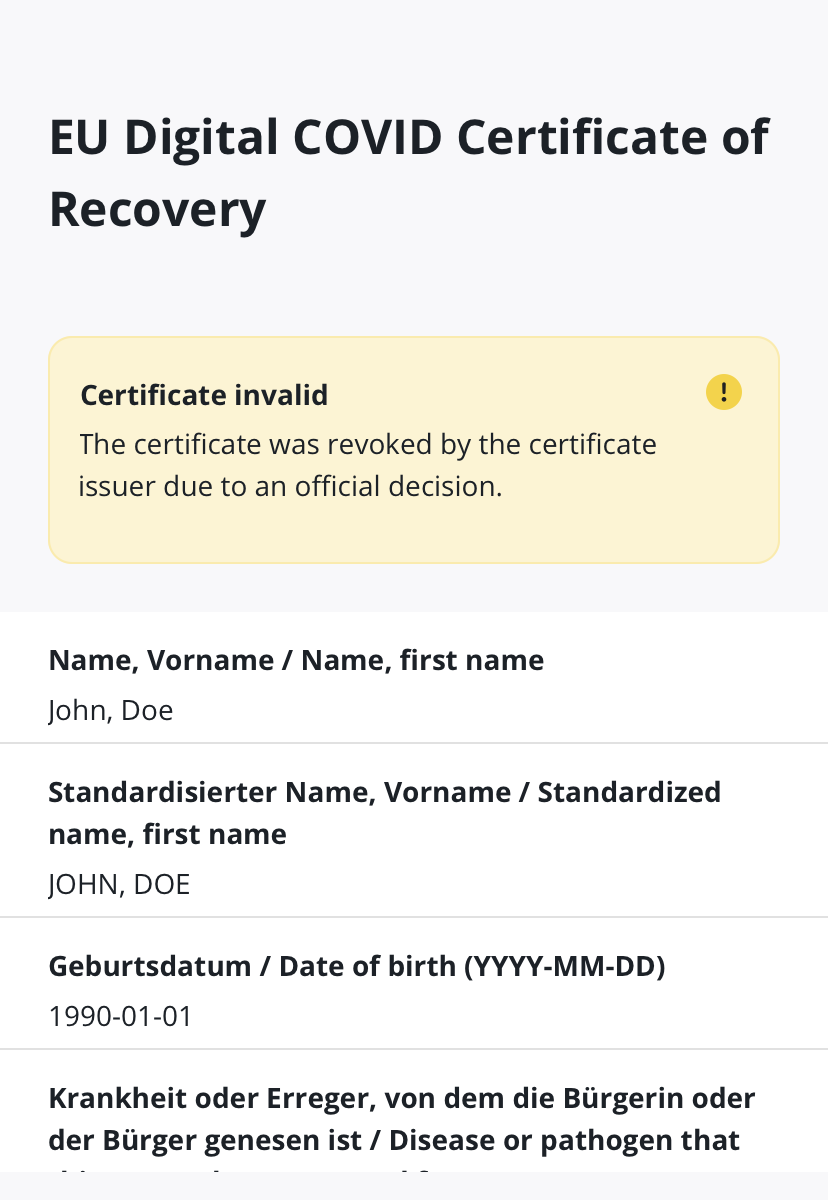 EU Digital COVID Certificate of
Recovery
Certificate invalid
The certificate was revoked by the certificate
issuer due to an official decision.
Name, Vorname / Name, first name
John, Doe
Standardisierter Name, Vorname / Standardized
name, first name
JOHN, DOE
Geburtsdatum / Date of birth (YYYY-MM-DD)
1990-01-01
Krankheit oder Erreger, von dem die Bürgerin oder
der Bürger genesen ist / Disease or pathogen that